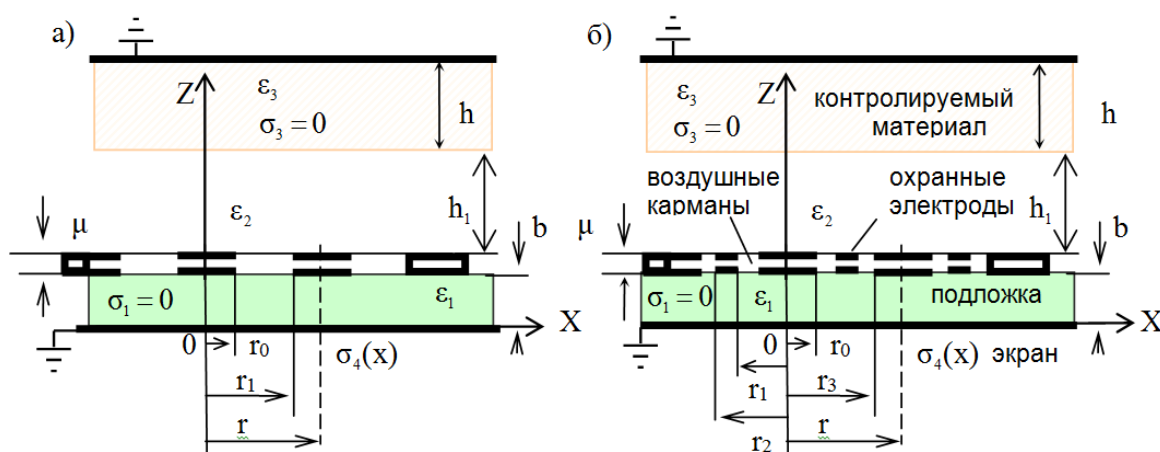 а)
Z
ε₃
σ₃ = 0
h
h₁
ε₂
μ
b
σ₁ = 0
ε₁
X
0
r₀
σ₄(x)
r₁
r
б)
Z
ε₃
σ₃ = 0
контролируемый
материал
h
воздушные
карманы
охранные
электроды
h₁
ε₂
μ
b
σ₁ = 0
ε₁
подложка
X
0
r₀
σ₄(x)
экран
r₁
r₃
r₂
r